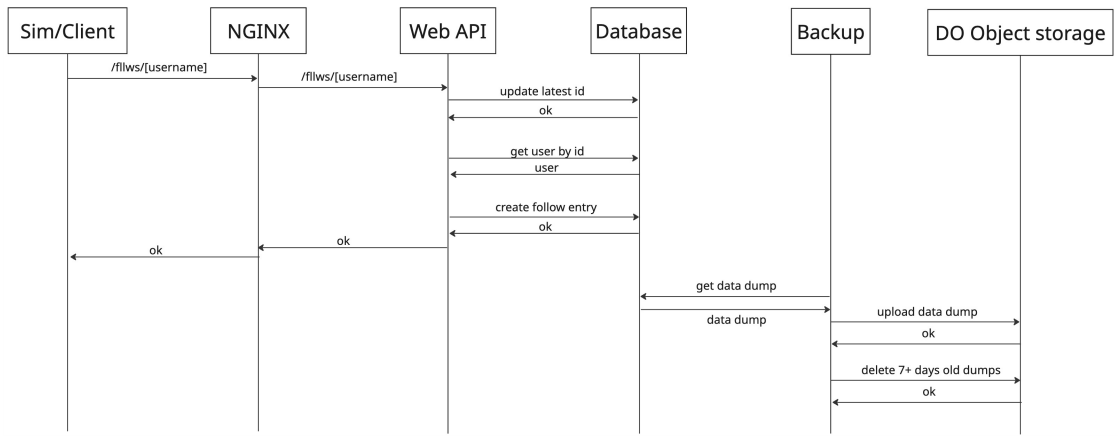 Sim/Client
NGINX
Web API
Database
Backup
DO Object storage
/fllws/[username]
/fllws/[username]
update latest id
ok
get user by id
user
create follow entry
ok
ok
ok
get data dump
data dump
upload data dump
ok
delete 7+ days old dumps
ok